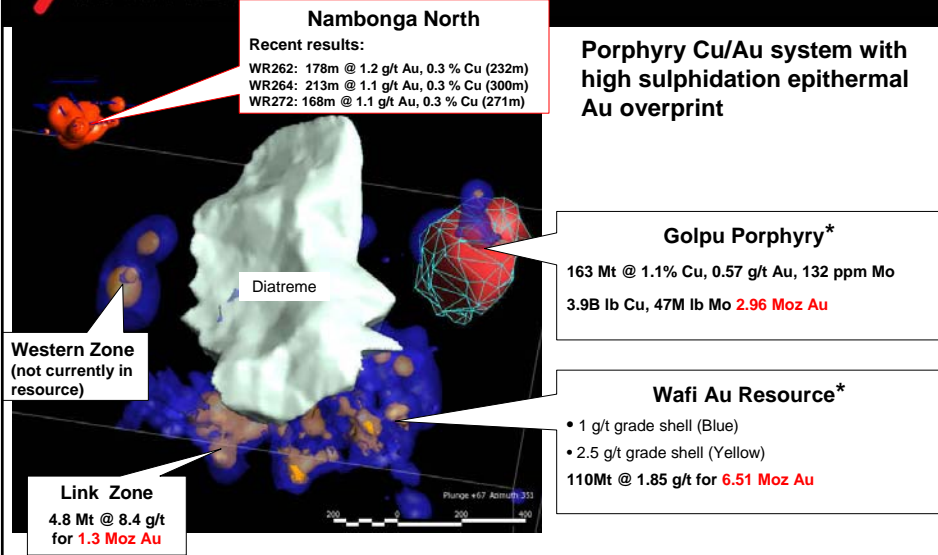 Nambonga North
Recent results:
WR262: 178m @ 1.2 g/t Au, 0.3 % Cu (232m)
WR264: 213m @ 1.1 g/t Au, 0.3 % Cu (300m)
WR272: 168m @ 1.1 g/t Au, 0.3 % Cu (271m)
Porphyry Cu/Au system with
high sulphidation epithermal
Au overprint
Golpu Porphyry*
163 Mt @ 1.1% Cu, 0.57 g/t Au, 132 ppm Mo
3.9B lb Cu, 47M lb Mo 2.96 Moz Au
Diatreme
Western Zone
(not currently in
resource)
Wafi Au Resource*
• 1 g/t grade shell (Blue)
• 2.5 g/t grade shell (Yellow)
110Mt @ 1.85 g/t for 6.51 Moz Au
Link Zone
4.8 Mt @ 8.4 g/t
for 1.3 Moz Au
Plunge +67 Azimuth 351
200 0 200 400